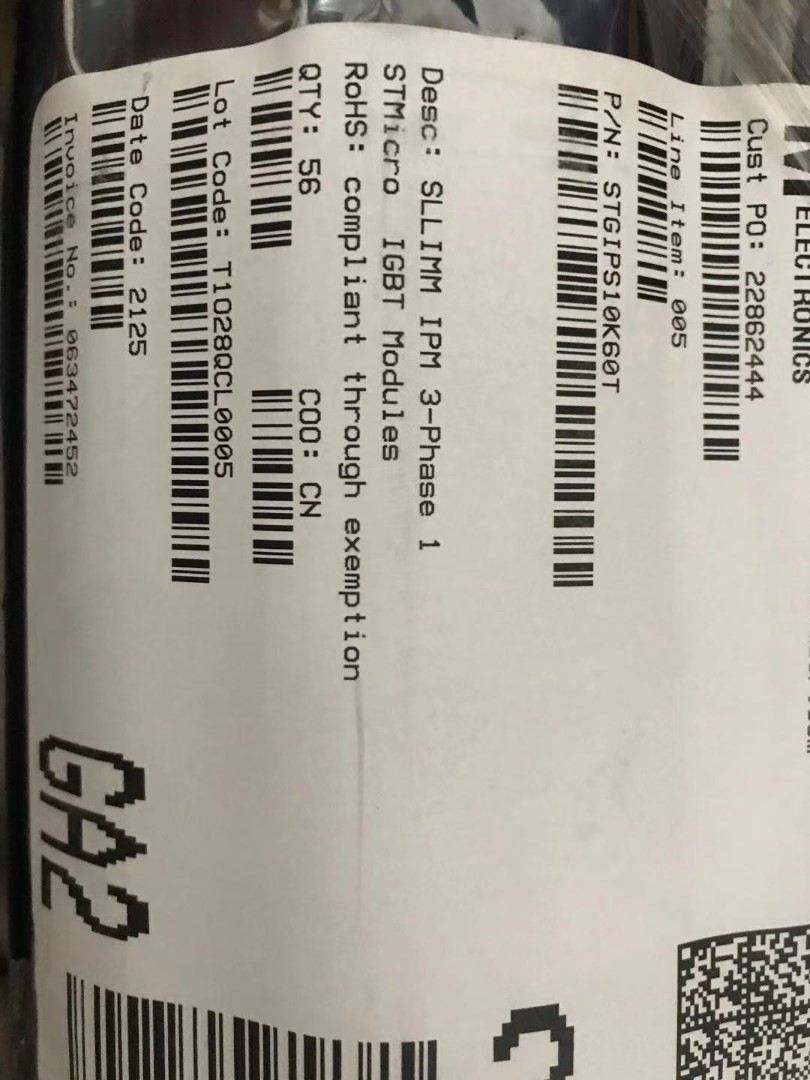 ELECTRONICS
Cust PO: 22862444
Line Item: 005
P/N: STGIPS10K60T
Desc: SLLIMM IPM 3-Phase 1
STMicro IGBT Modules
RoHS: compliant through exemption
QTY: 56 COO: CN
Lot Code: T1028QCL0005
Date Code: 2125
Invoice No.: 063472452
GA2